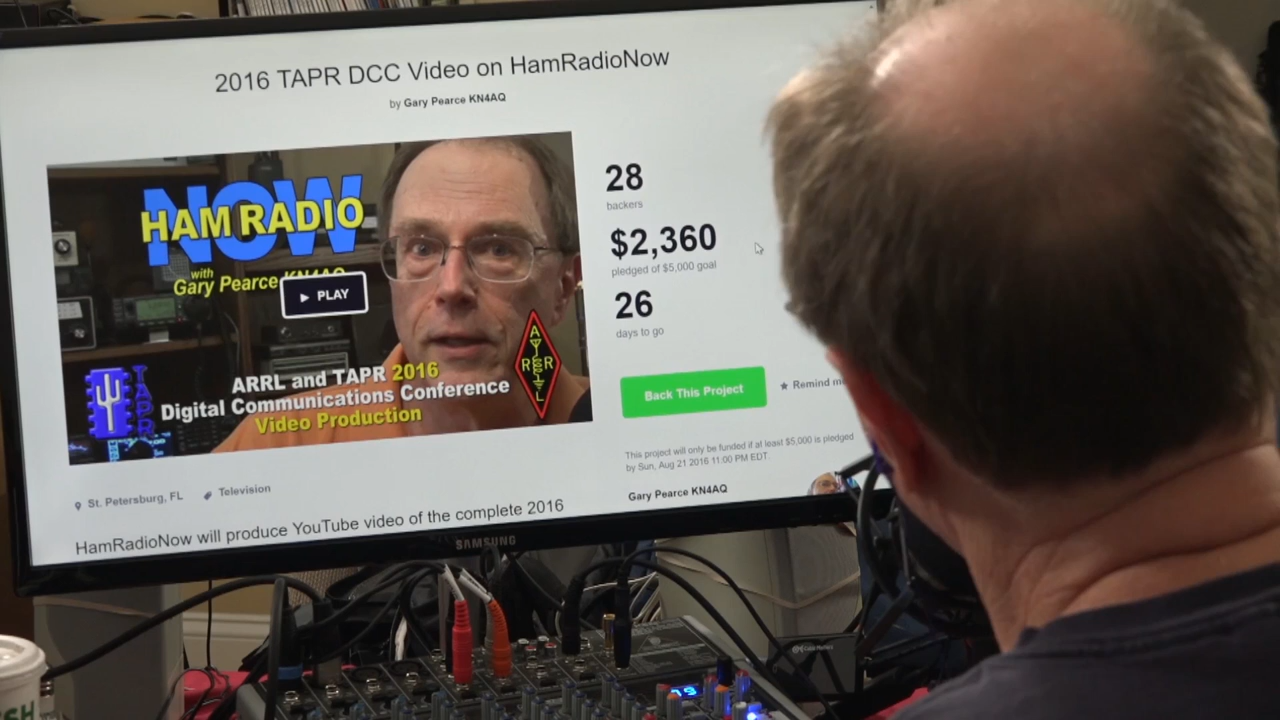 2016 TAPR DCC Video on HamRadioNow
by Gary Pearce KN4AQ
NOW
HAM RADIO
with
Gary Pearce KN4AQ
PLAY
ARRL and TAPR 2016
Digital Communications Conference
Video Production
TAPR
A
R R
L
28
backers
$2,360
pledged of $5,000 goal
26
days to go
Back This Project
Remind m
This project will only be funded if at least $5,000 is pledged
by Sun, Aug 21 2016 11:00 PM EDT.
Gary Pearce KN4AQ
St. Petersburg, FL
Television
HamRadioNow will produce YouTube video of the complete 2016
SAMSUNG